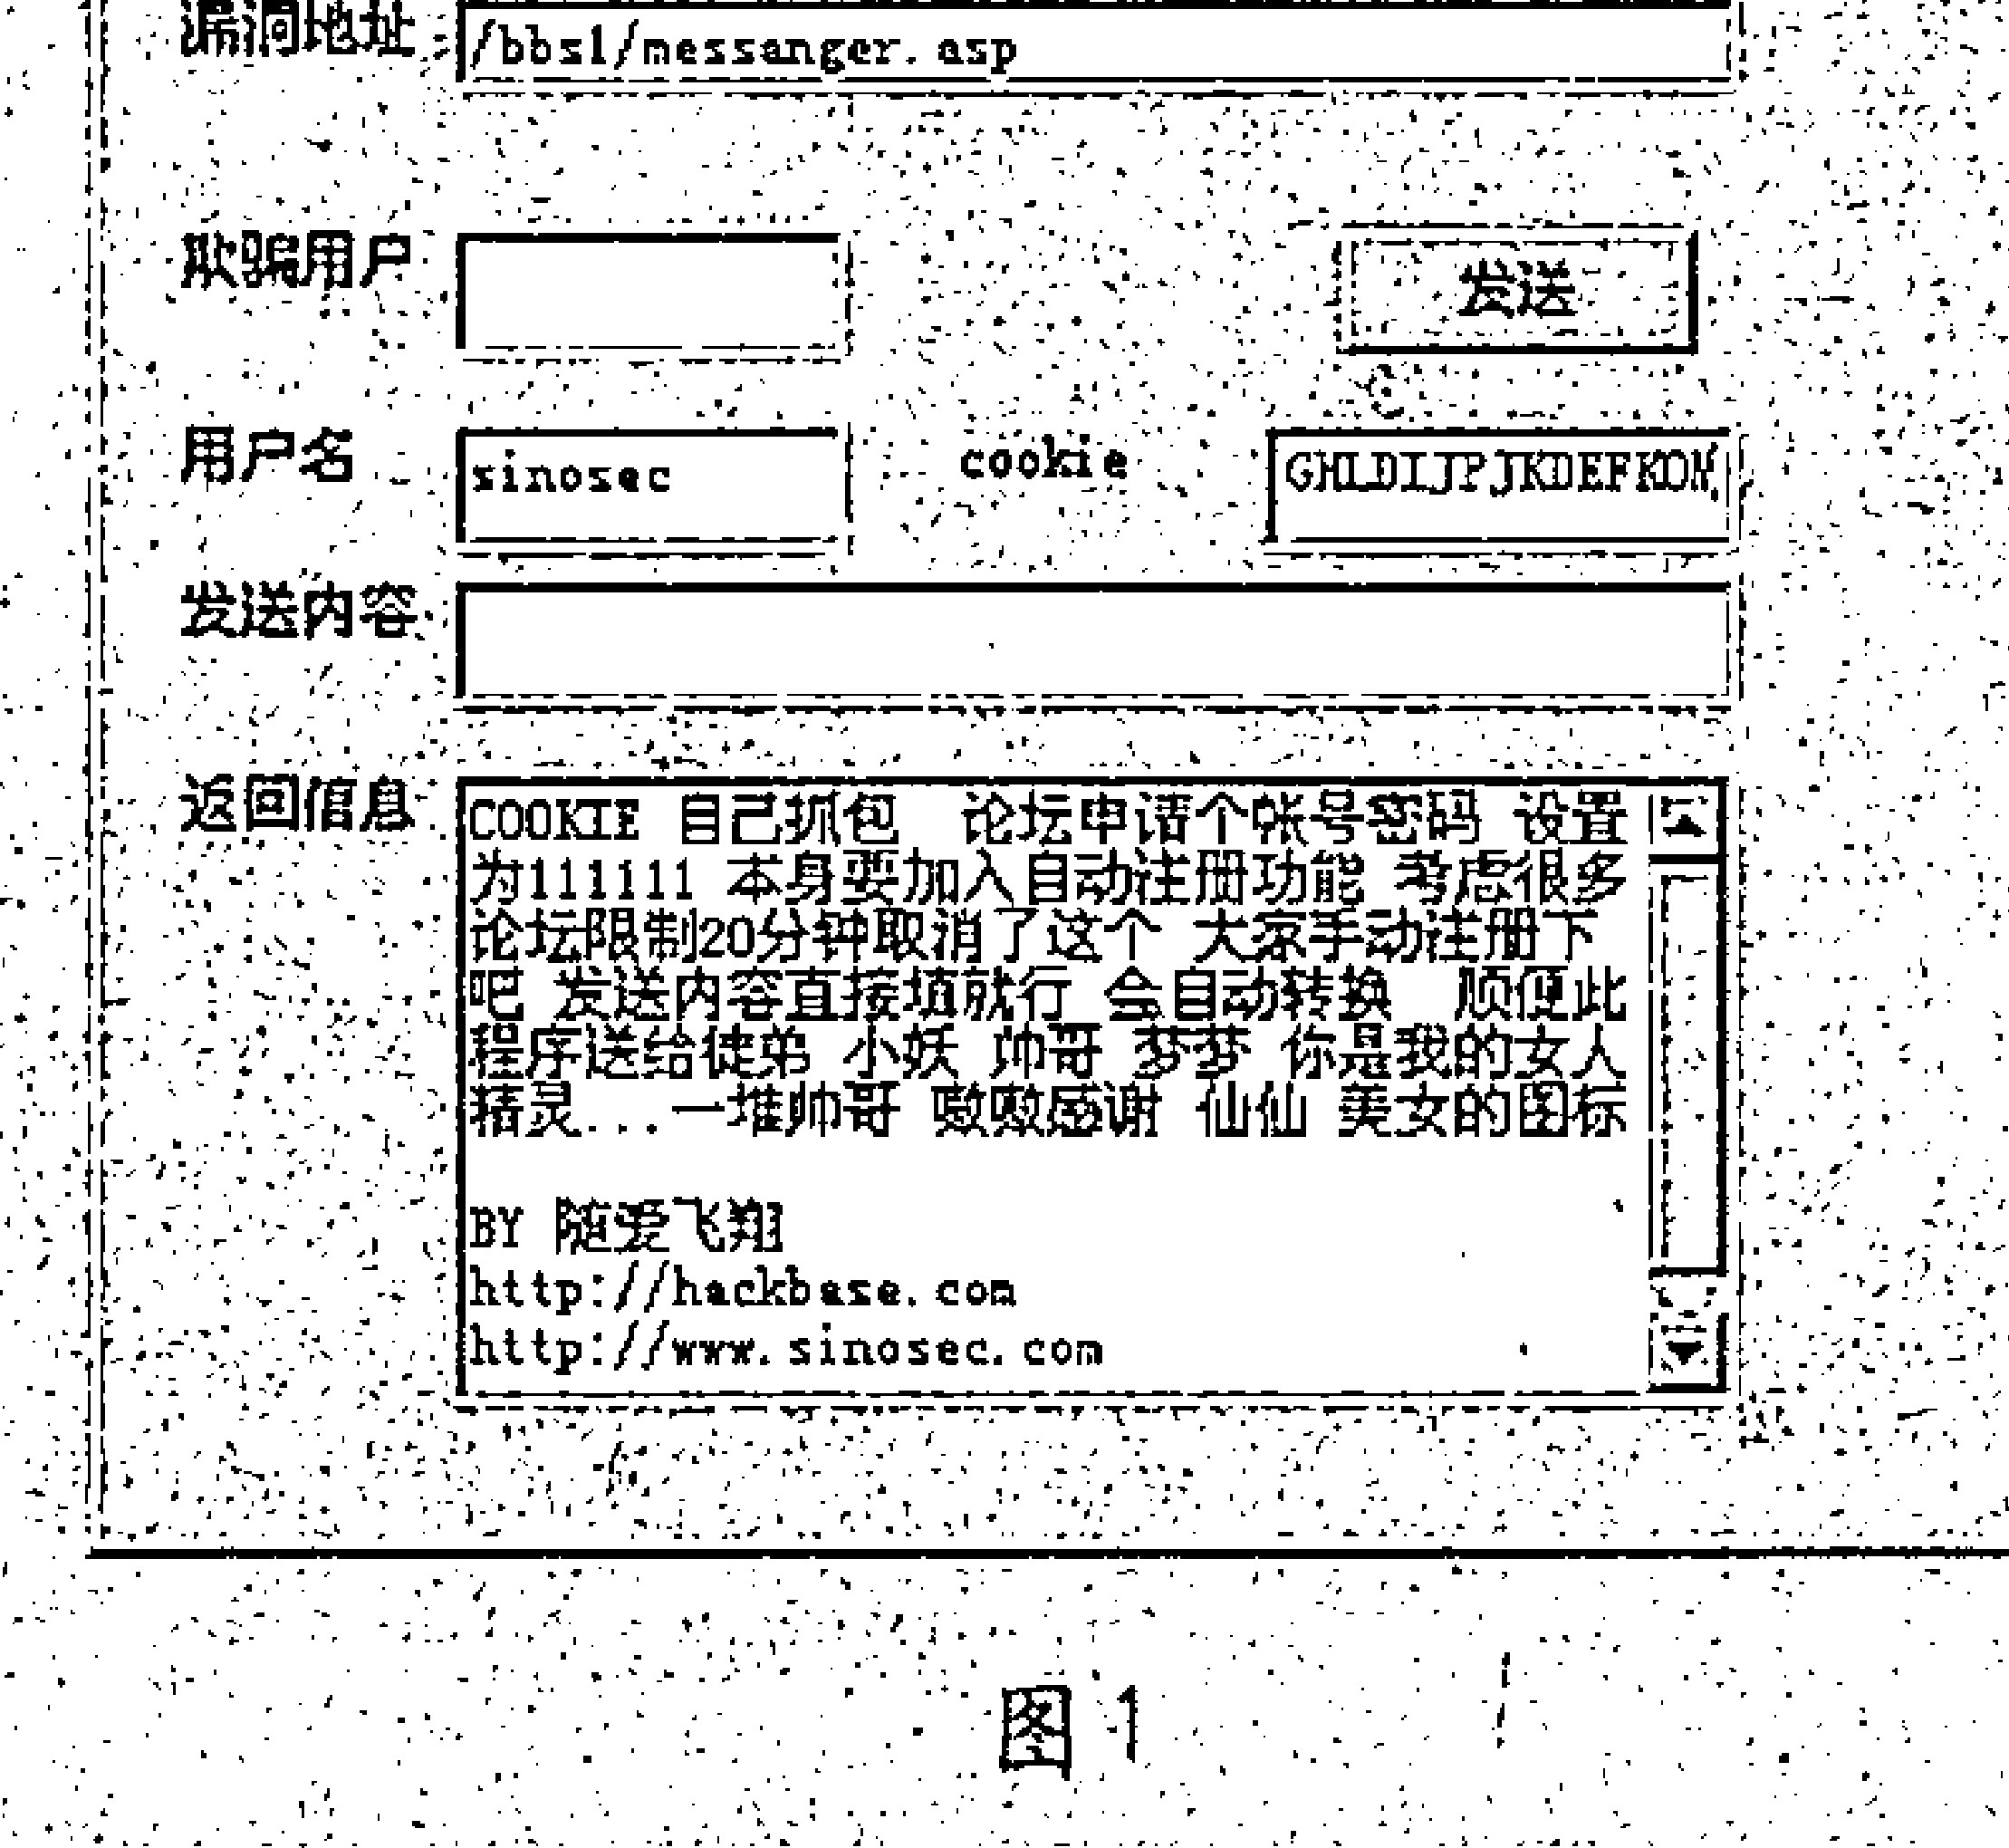 漏洞地址 /bbs1/messanger.asp
欺骗用户 发送
用户名 sinosec cookie GHLDIJPJKDEFKON
发送内容
返回信息
COOKIE 自己抓包 论坛申请个帐号密码 设置
为111111 本身要加入自动注册功能 考虑很多
论坛限制20分钟取消了这个 大家手动注册下
吧 发送内容直接填就行 会自动转换 顺便此
程序送给徒弟 小妖 帅哥 梦梦 你是我的女人
精灵...一堆帅哥 嗷嗷感谢 仙仙 美女的图标
BY 随爱飞翔
http://hackbase.com
http://www.sinosec.com
图1